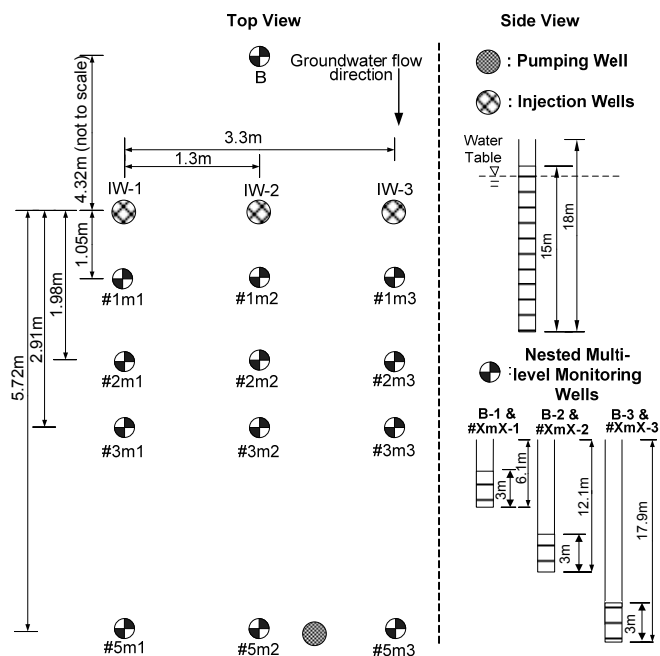 Top View
Side View
B
Groundwater flow
direction
: Pumping Well
: Injection Wells
4.32m (not to scale)
3.3m
1.3m
Water
Table
IW-1
IW-2
IW-3
18m
15m
1.05m
1.98m
2.91m
5.72m
#1m1
#1m2
#1m3
#2m1
#2m2
#2m3
: Nested Multi-
level Monitoring
Wells
#3m1
#3m2
#3m3
B-1 &
#XmX-1
B-2 &
#XmX-2
B-3 &
#XmX-3
3m
6.1m
3m
12.1m
3m
17.9m
#5m1
#5m2
#5m3